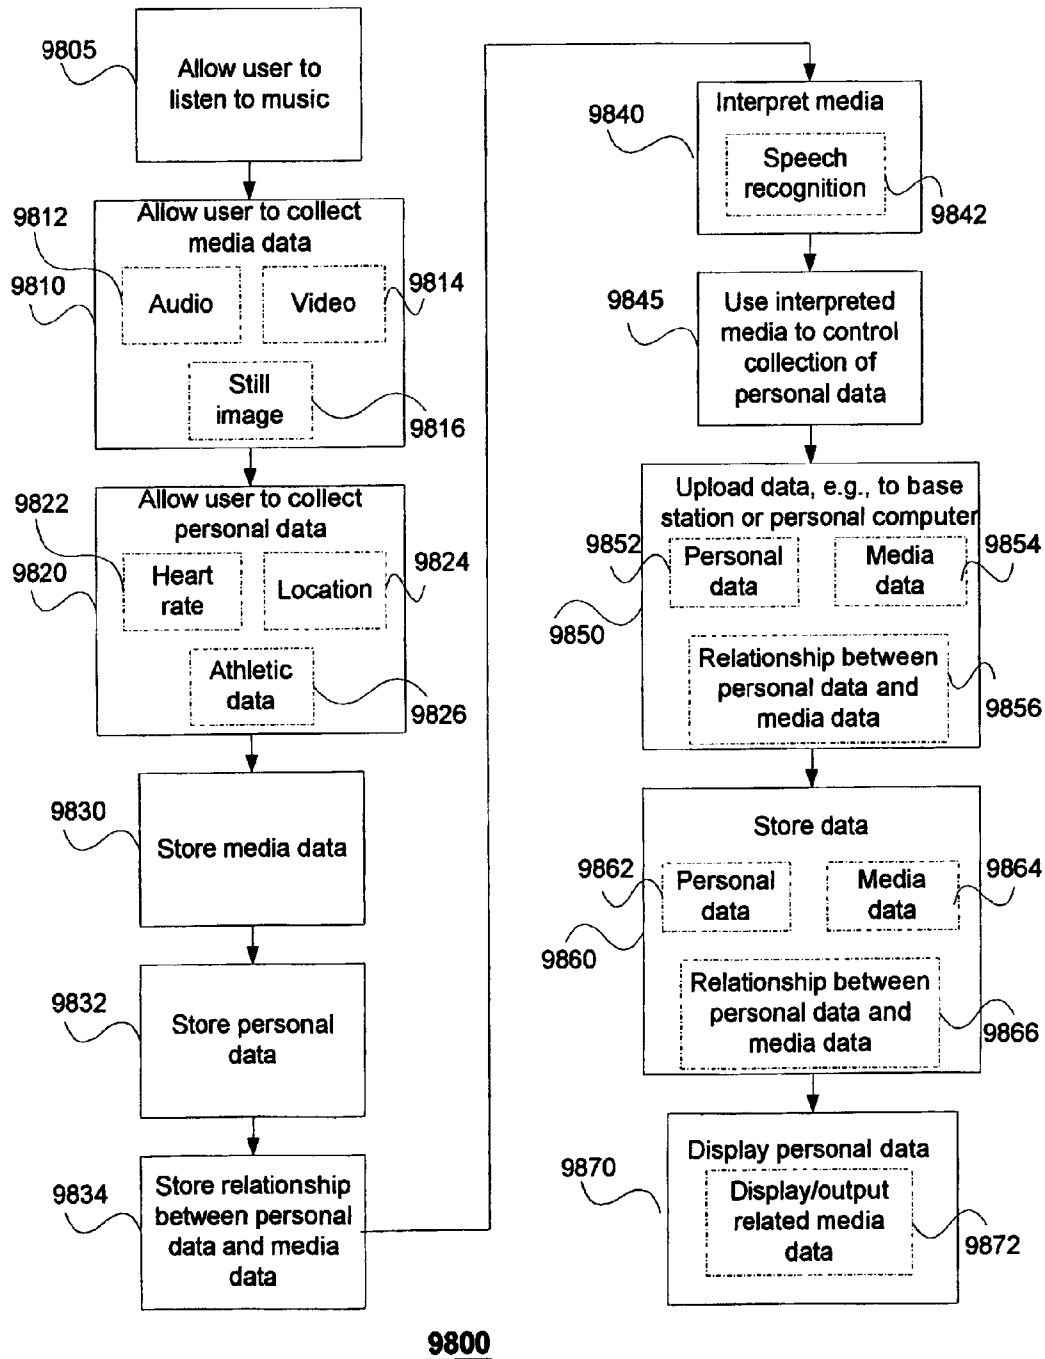 9805
Allow user to
listen to music
Allow user to collect
media data
9812
9810
Audio
Video
9814
Still
image
9816
Allow user to collect
personal data
9822
9820
Heart
rate
Location
9824
Athletic
data
9826
9830
Store media data
9832
Store personal
data
9834
Store relationship
between personal
data and media
data
Interpret media
9840
Speech
recognition
9842
9845
Use interpreted
media to control
collection of
personal data
Upload data, e.g., to base
station or personal computer
9852
Personal
data
Media
data
9854
9850
Relationship between
personal data and
media data
9856
Store data
9862
Personal
data
Media
data
9864
9860
Relationship between
personal data and
media data
9866
Display personal data
9870
Display/output
related media
data
9872
9800